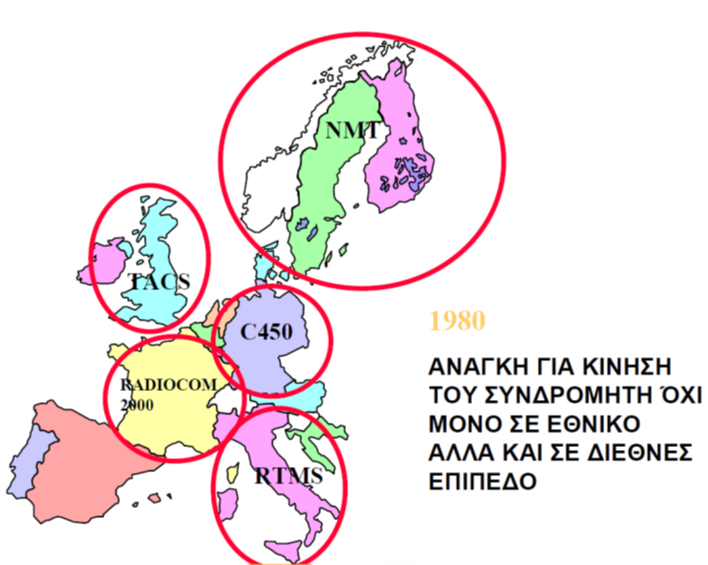 NMT
TACS
C450
RADIOCOM
2000
RTMS
1980
ΑΝΑΓΚΗ ΓΙΑ ΚΙΝΗΣΗ
ΤΟΥ ΣΥΝΔΡΟΜΗΤΗ ΌΧΙ
ΜΟΝΟ ΣΕ ΕΘΝΙΚΟ
ΑΛΛΑ ΚΑΙ ΣΕ ΔΙΕΘΝΕΣ
ΕΠΙΠΕΔΟ